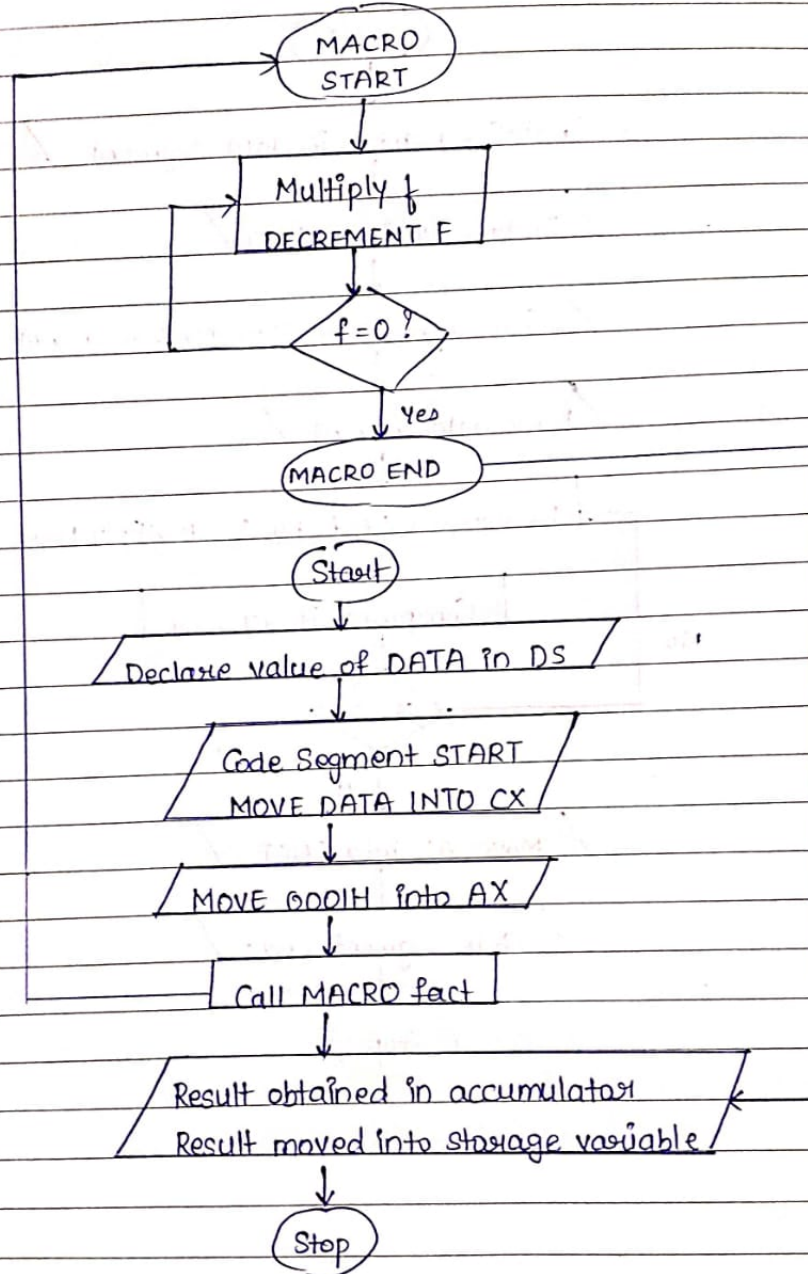 MACRO
START
Multiply f
DECREMENT F
f=0?
Yes
MACRO END
Start
Declare value of DATA in DS
Code Segment START
MOVE DATA INTO CX
MOVE 0001H into AX
Call MACRO fact
Result obtained in accumulator
Result moved into storage variable
Stop